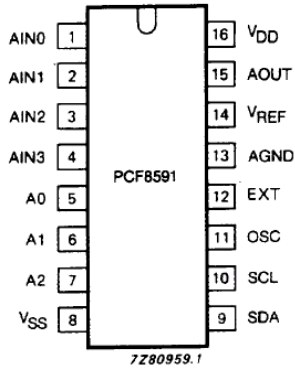 AIN0 1 16 VDD
AIN1 2 15 AOUT
AIN2 3 14 VREF
AIN3 4 13 AGND
PCF8591
A0 5 12 EXT
A1 6 11 OSC
A2 7 10 SCL
VSS 8 9 SDA
7Z80959.1